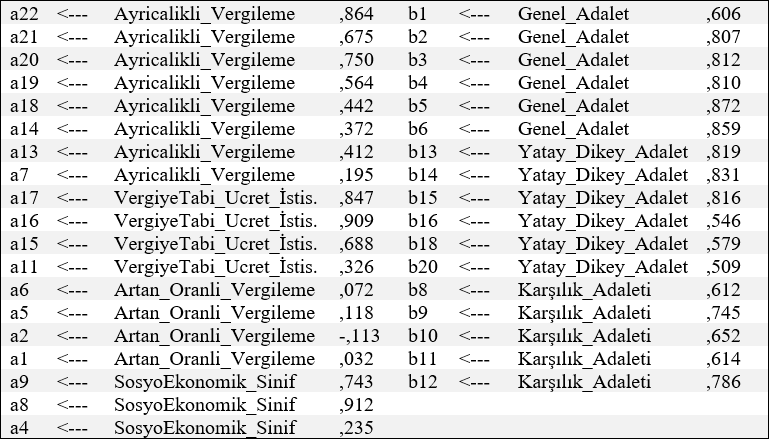 a22 <--- Ayricalikli_Vergileme ,864 b1 <--- Genel_Adalet ,606
a21 <--- Ayricalikli_Vergileme ,675 b2 <--- Genel_Adalet ,807
a20 <--- Ayricalikli_Vergileme ,750 b3 <--- Genel_Adalet ,812
a19 <--- Ayricalikli_Vergileme ,564 b4 <--- Genel_Adalet ,810
a18 <--- Ayricalikli_Vergileme ,442 b5 <--- Genel_Adalet ,872
a14 <--- Ayricalikli_Vergileme ,372 b6 <--- Genel_Adalet ,859
a13 <--- Ayricalikli_Vergileme ,412 b13 <--- Yatay_Dikey_Adalet ,819
a7 <--- Ayricalikli_Vergileme ,195 b14 <--- Yatay_Dikey_Adalet ,831
a17 <--- VergiyeTabi_Ucret_İstis. ,847 b15 <--- Yatay_Dikey_Adalet ,816
a16 <--- VergiyeTabi_Ucret_İstis. ,909 b16 <--- Yatay_Dikey_Adalet ,546
a15 <--- VergiyeTabi_Ucret_İstis. ,688 b18 <--- Yatay_Dikey_Adalet ,579
a11 <--- VergiyeTabi_Ucret_İstis. ,326 b20 <--- Yatay_Dikey_Adalet ,509
a6 <--- Artan_Oranli_Vergileme ,072 b8 <--- Karşılık_Adaleti ,612
a5 <--- Artan_Oranli_Vergileme ,118 b9 <--- Karşılık_Adaleti ,745
a2 <--- Artan_Oranli_Vergileme -,113 b10 <--- Karşılık_Adaleti ,652
a1 <--- Artan_Oranli_Vergileme ,032 b11 <--- Karşılık_Adaleti ,614
a9 <--- SosyoEkonomik_Sinif ,743 b12 <--- Karşılık_Adaleti ,786
a8 <--- SosyoEkonomik_Sinif ,912
a4 <--- SosyoEkonomik_Sinif ,235